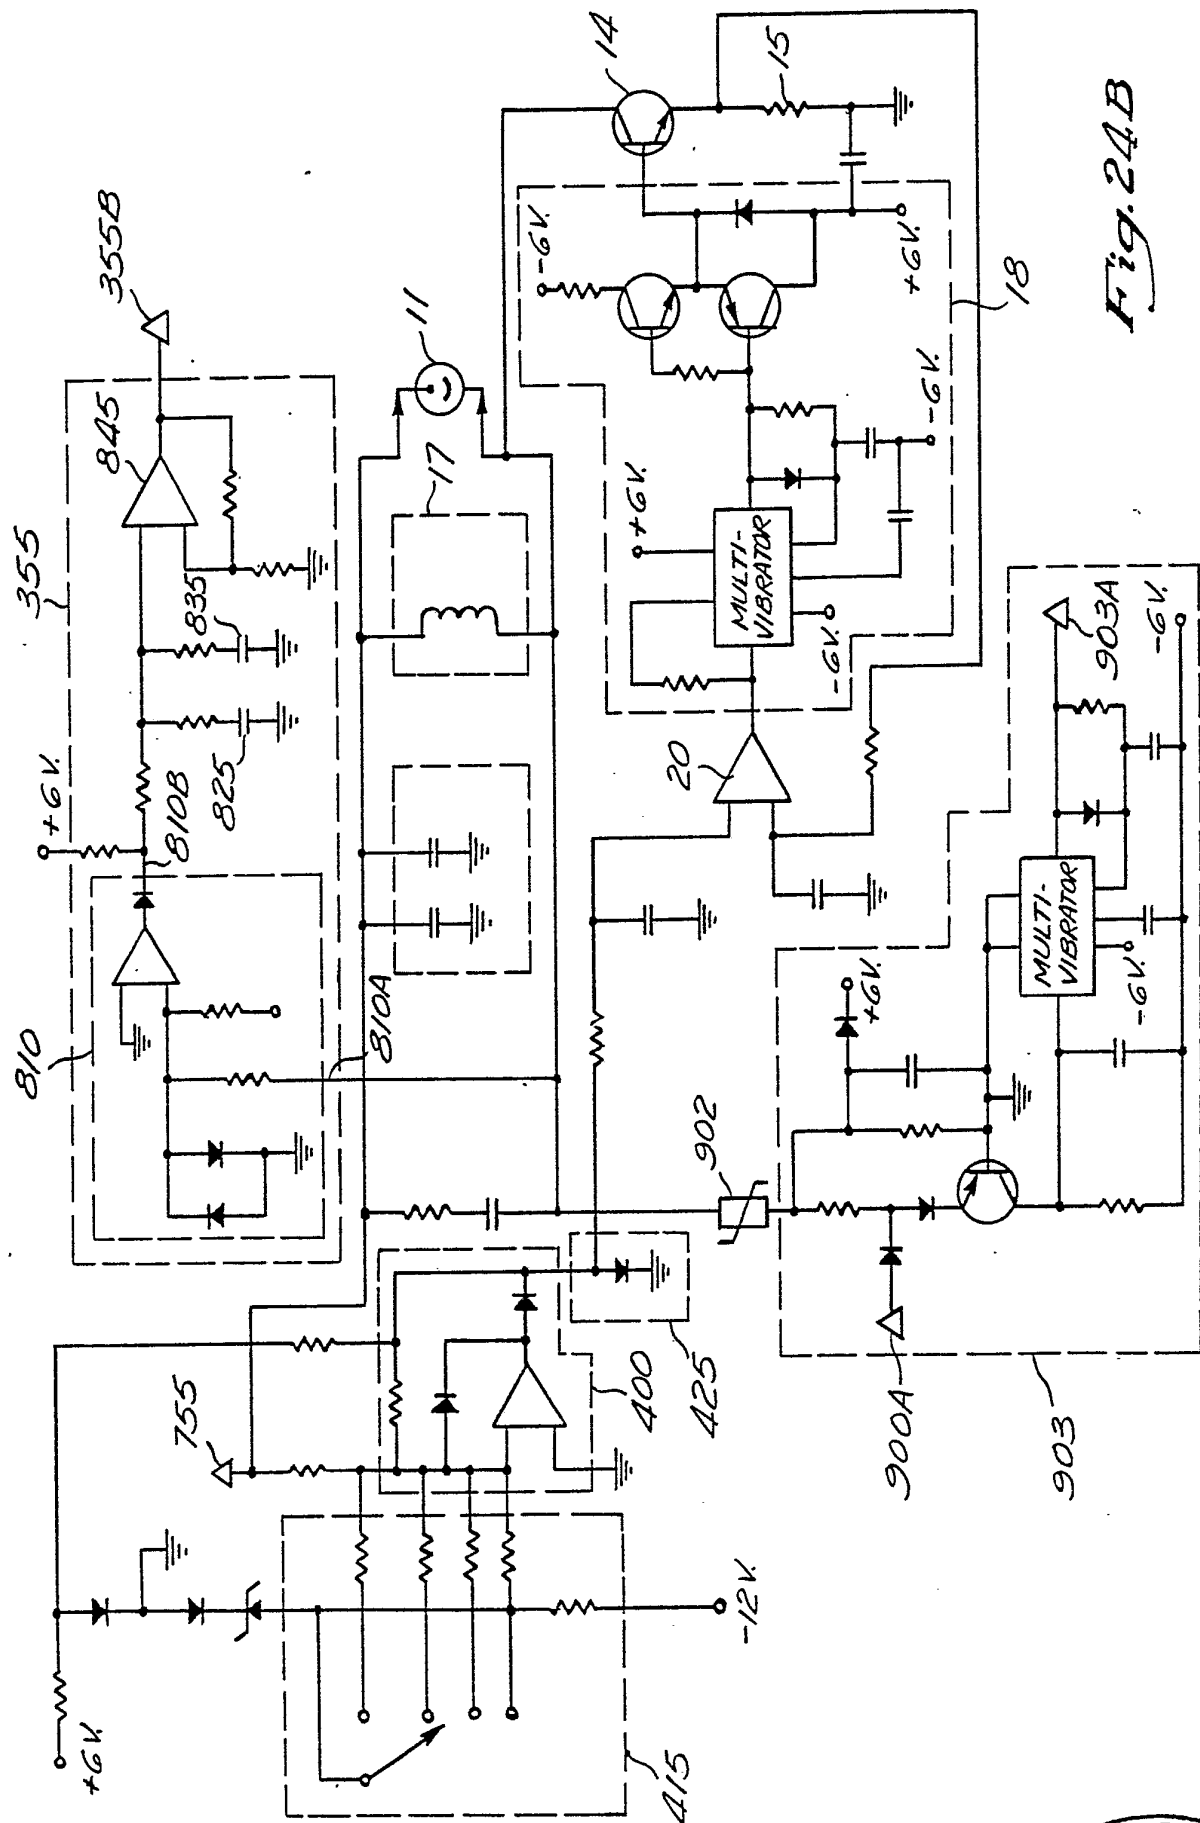 355
845
355B
+6V.
835
825
810B
810
810A
17
11
14
15
-6V.
+6V.
18
+6V.
MULTI-
VIBRATOR
-6V.
-6V.
20
755
400
425
415
+6V.
-12V.
902
900A
903
+6V.
MULTI-
VIBRATOR
-6V.
903A
-6V.
Fig. 24B